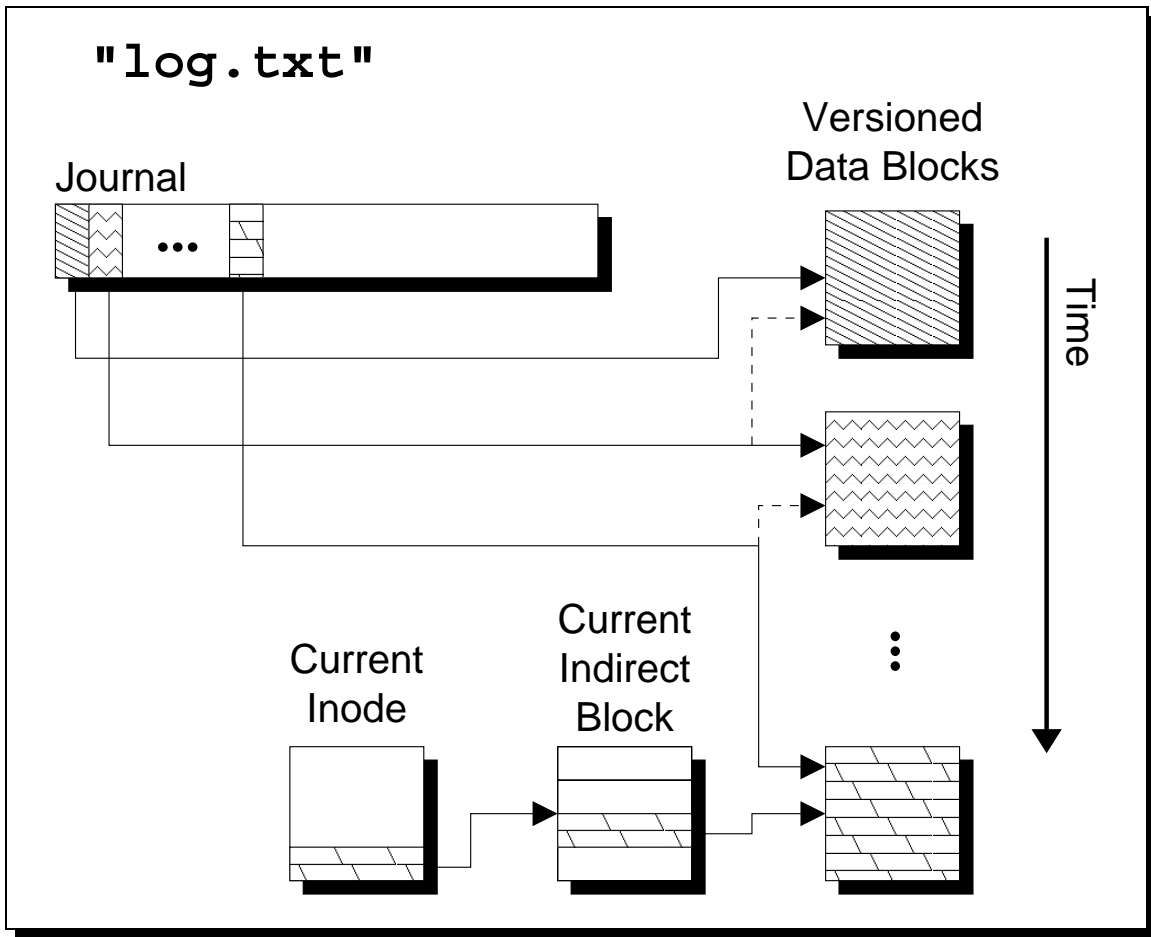 "log.txt"
Versioned
Data Blocks
Journal
•••
Time
Current
Indirect
Block
Current
Inode